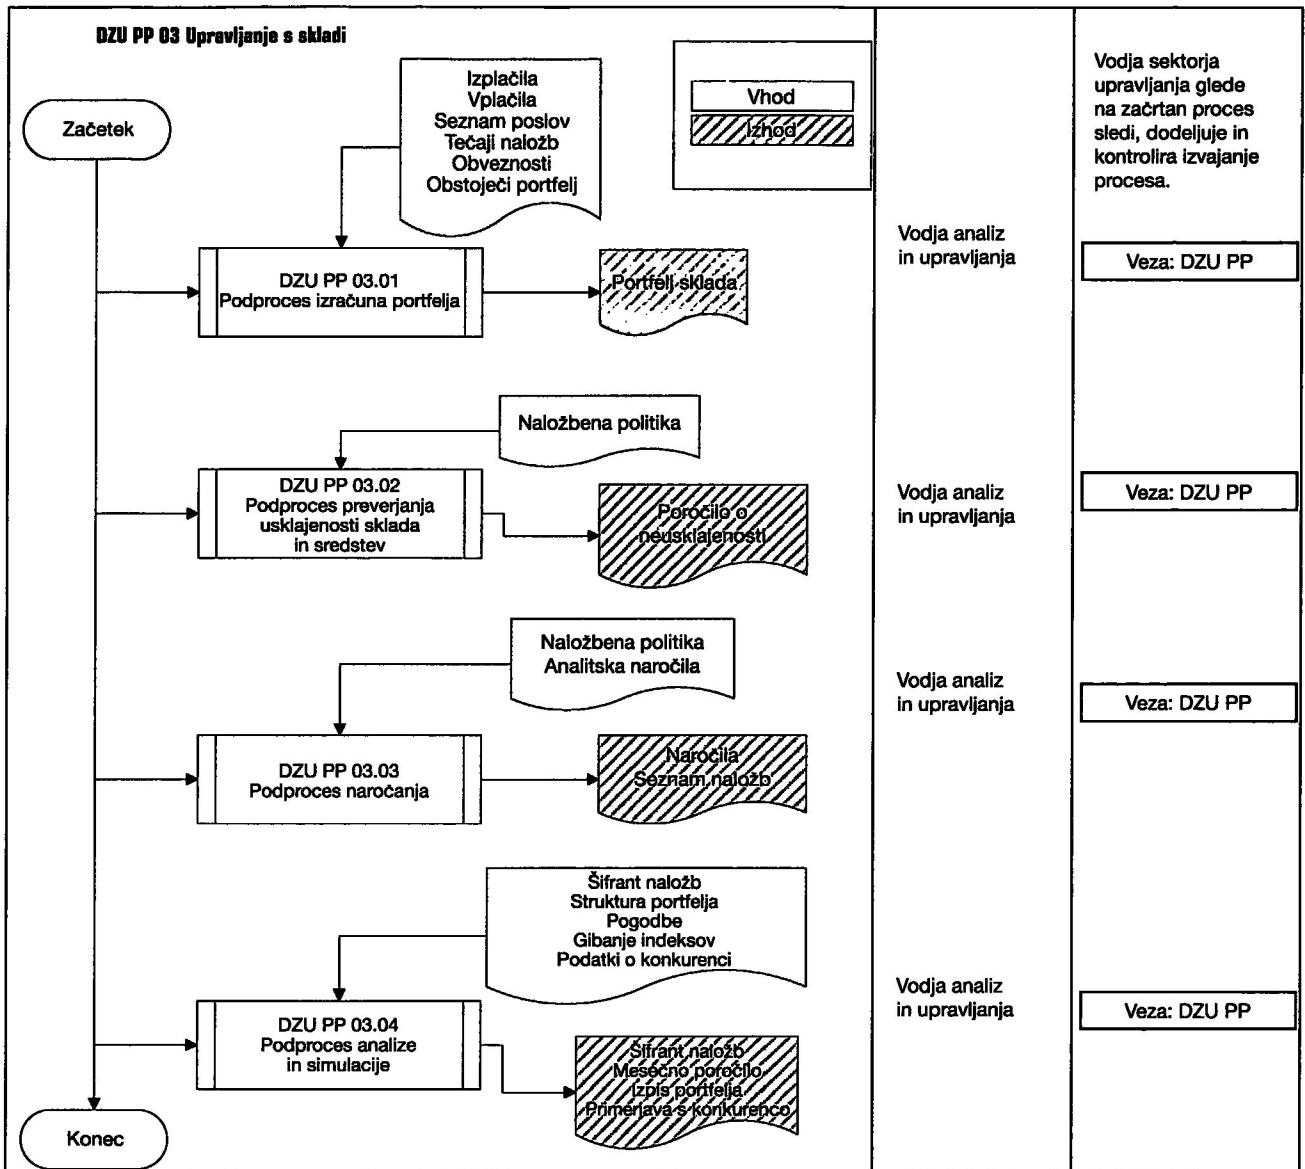 DZU PP 03 Upravljanje s skladi
Začetek
Izplačila
Vplačila
Seznam poslov
Tečaji naložb
Obveznosti
Obstoječi portfelj
Vhod
Izhod
Vodja sektorja
upravljanja glede
na začrtan proces
sledi, dodeljuje in
kontrolira izvajanje
procesa.
DZU PP 03.01
Podproces izračuna portfelja
Portfelj sklada
Vodja analiz
in upravljanja
Veza: DZU PP
Naložbena politika
DZU PP 03.02
Podproces preverjanja
usklajenosti sklada
in sredstev
Poročilo o
neusklajenosti
Vodja analiz
in upravljanja
Veza: DZU PP
Naložbena politika
Analitska naročila
DZU PP 03.03
Podproces naročanja
Naročila
Seznam naložb
Vodja analiz
in upravljanja
Veza: DZU PP
Šifrant naložb
Struktura portfelja
Pogodbe
Gibanje indeksov
Podatki o konkurenci
DZU PP 03.04
Podproces analize
in simulacije
Šifrant naložb
Mesečno poročilo
Izpis portfelja
Primerjava s konkurenco
Vodja analiz
in upravljanja
Veza: DZU PP
Konec